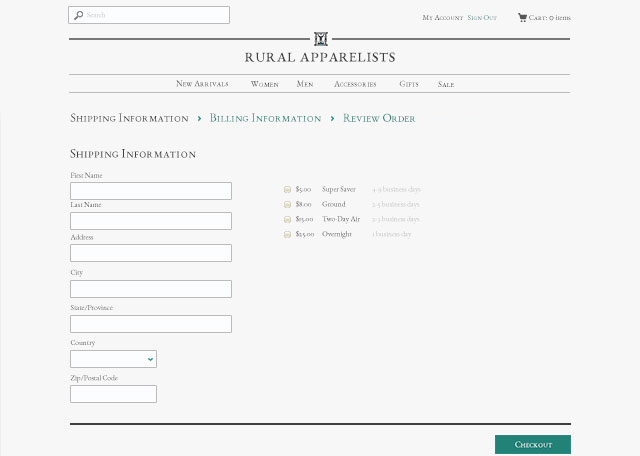 Search
My Account Sign Out Cart: 0 items
RURAL APPARELISTS
New Arrivals Women Men Accessories Gifts Sale
Shipping Information › Billing Information › Review Order
Shipping Information
First Name
Last Name
Address
City
State/Province
Country
Zip/Postal Code
$5.00 Super Saver business days
$8.00 Ground 2-5 business days
$15.00 Two-Day Air 2-3 business days
$25.00 Overnight 1 business day
Checkout